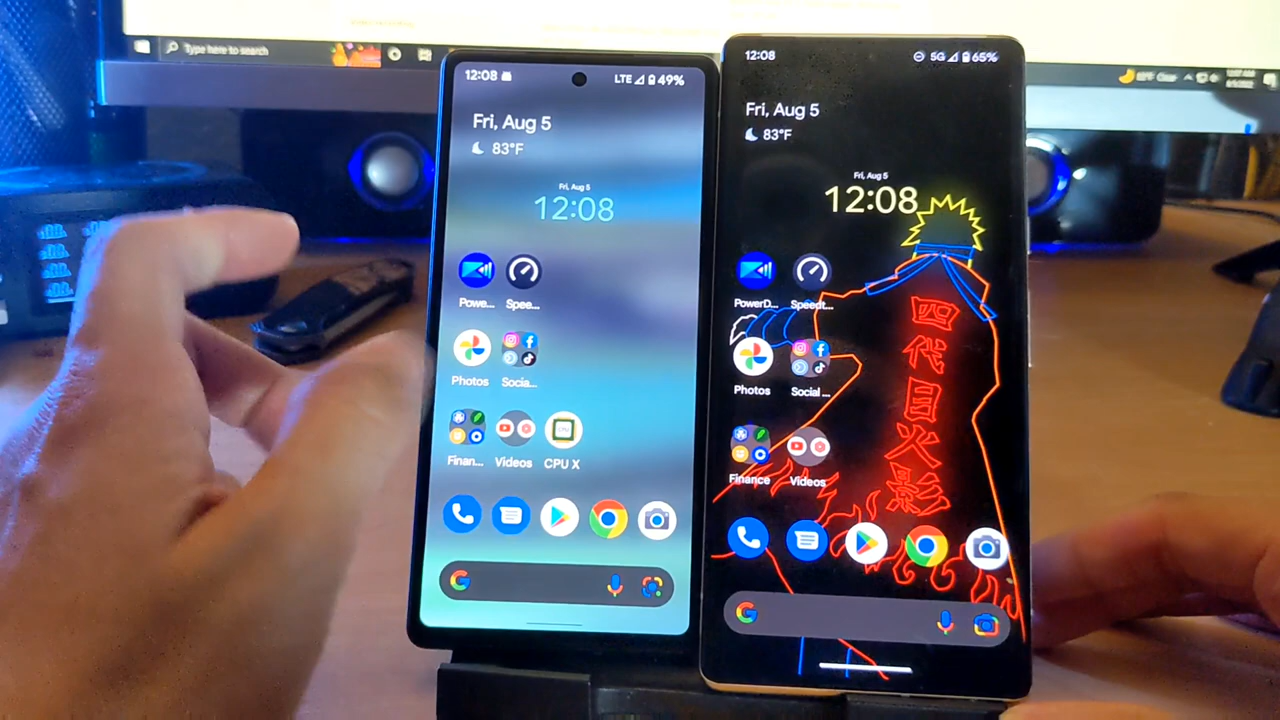 Type here to search
12:08
LTE 49%
Fri, Aug 5
83°F
Fri, Aug 5
12:08
Powe...
Spee...
Photos
Socia...
Finan...
Videos
CPU X
12:08
5G 65%
Fri, Aug 5
83°F
Fri, Aug 5
12:08
PowerD...
Speedt...
Photos
Social ...
Finance
Videos
四
代
目
火
影
Clear